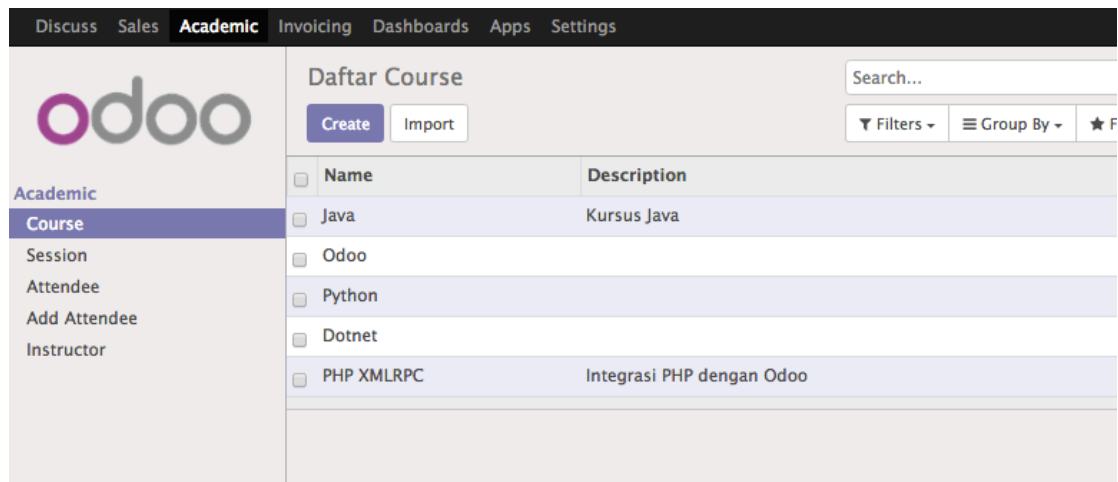 Discuss Sales Academic Invoicing Dashboards Apps Settings
odoo
Academic
Course
Session
Attendee
Add Attendee
Instructor
Daftar Course
Search...
Create Import
Filters Group By F
Name Description
Java Kursus Java
Odoo
Python
Dotnet
PHP XMLRPC Integrasi PHP dengan Odoo